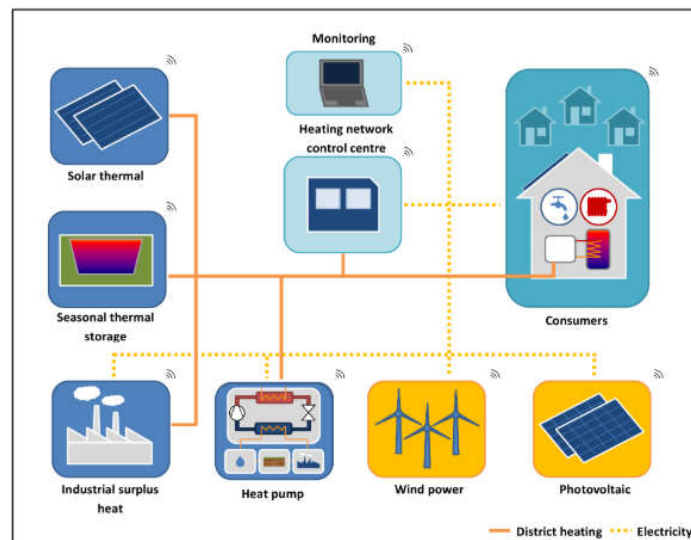 Monitoring
Heating network
control centre
Solar thermal
Seasonal thermal
storage
Consumers
Industrial surplus
heat
Heat pump
Wind power
Photovoltaic
District heating
Electricity